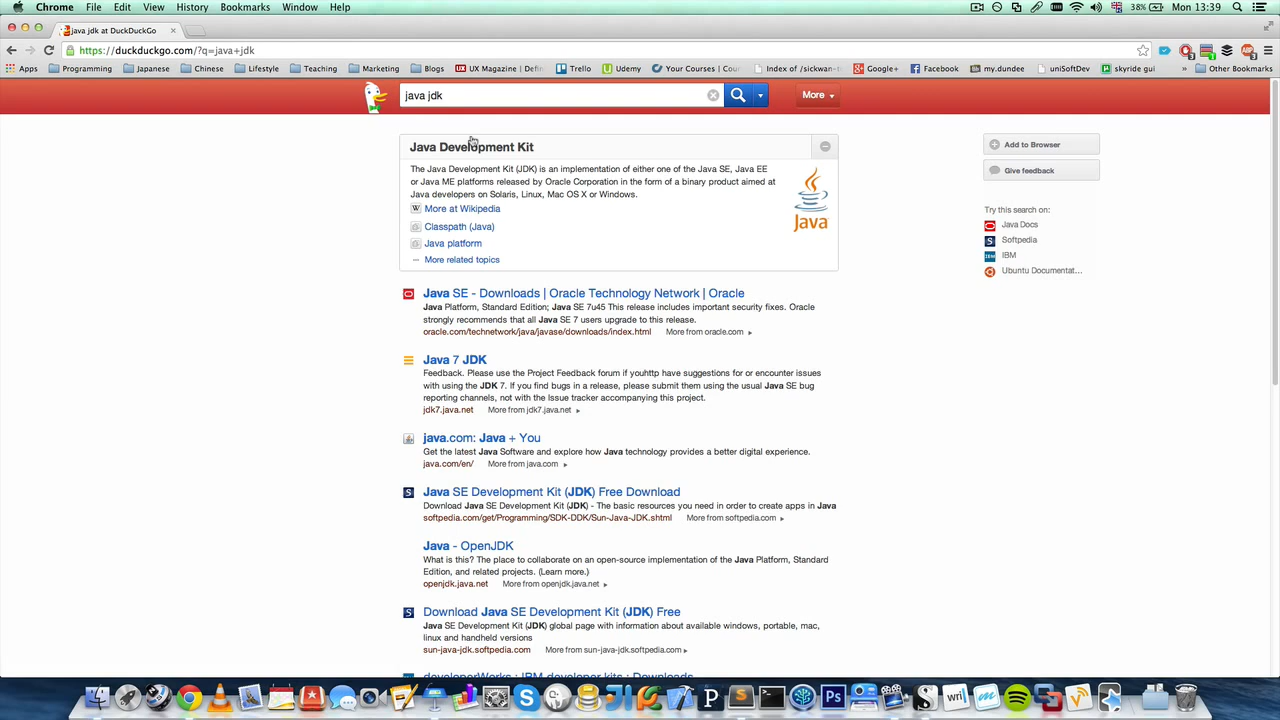 Chrome File Edit View History Bookmarks Window Help 38% Mon 13:39
java jdk at DuckDuckGo
https://duckduckgo.com/?q=java+jdk
Apps Programming Japanese Chinese Lifestyle Teaching Marketing Blogs UX Magazine | Defin Trello Udemy Your Courses | Cour Index of /sickwan-th Google+ Facebook my.dundee uniSoftDev skyride gui » Other Bookmarks
java jdk More
Java Development Kit
The Java Development Kit (JDK) is an implementation of either one of the Java SE, Java EE
or Java ME platforms released by Oracle Corporation in the form of a binary product aimed at
Java developers on Solaris, Linux, Mac OS X or Windows.
W More at Wikipedia
Classpath (Java)
Java platform
More related topics
Java
Add to Browser
Give feedback
Try this search on:
Java Docs
Softpedia
IBM
Ubuntu Documentat...
Java SE - Downloads | Oracle Technology Network | Oracle
Java Platform, Standard Edition; Java SE 7u45 This release includes important security fixes. Oracle
strongly recommends that all Java SE 7 users upgrade to this release.
oracle.com/technetwork/java/javase/downloads/index.html More from oracle.com
Java 7 JDK
Feedback. Please use the Project Feedback forum if youhttp have suggestions for or encounter issues
with using the JDK 7. If you find bugs in a release, please submit them using the usual Java SE bug
reporting channels, not with the Issue tracker accompanying this project.
jdk7.java.net More from jdk7.java.net
java.com: Java + You
Get the latest Java Software and explore how Java technology provides a better digital experience.
java.com/en/ More from java.com
Java SE Development Kit (JDK) Free Download
Download Java SE Development Kit (JDK) - The basic resources you need in order to create apps in Java
softpedia.com/get/Programming/SDK-DDK/Sun-Java-JDK.shtml More from softpedia.com
Java - OpenJDK
What is this? The place to collaborate on an open-source implementation of the Java Platform, Standard
Edition, and related projects. (Learn more.)
openjdk.java.net More from openjdk.java.net
Download Java SE Development Kit (JDK) Free
Java SE Development Kit (JDK) global page with information about available windows, portable, mac,
linux and handheld versions
sun-java-jdk.softpedia.com More from sun-java-jdk.softpedia.com
developerWorks : IBM developer kits : Downloads